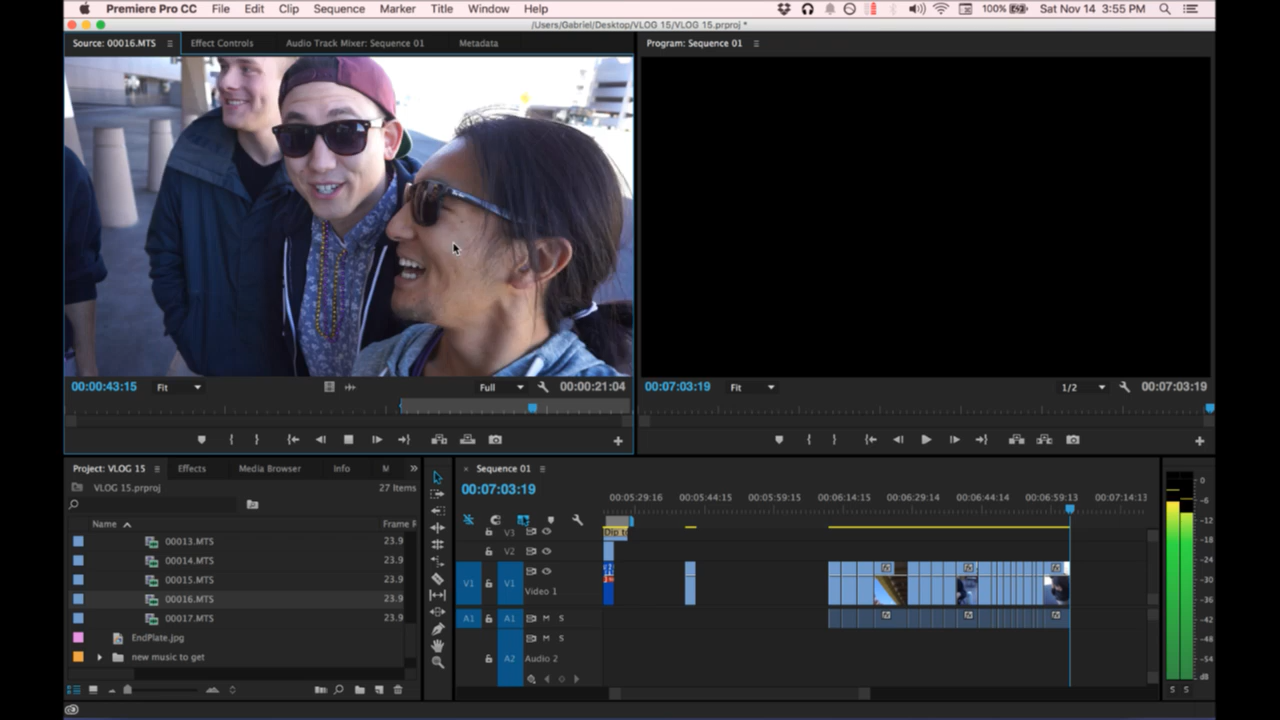 Premiere Pro CC File Edit Clip Sequence Marker Title Window Help 100% Sat Nov 14 3:55 PM
/Users/Gabriel/Desktop/VLOG 15/VLOG 15.prproj *
Source: 00016.MTS Effect Controls Audio Track Mixer: Sequence 01 Metadata Program: Sequence 01
00:00:43:15 Fit Full 00:00:21:04 00:07:03:19 Fit 1/2 00:07:03:19
Project: VLOG 15 Effects Media Browser Info M
VLOG 15.prproj 27 Items
Name Frame R
00013.MTS 23.9
00014.MTS 23.9
00015.MTS 23.9
00016.MTS 23.9
00017.MTS 23.9
EndPlate.jpg
new music to get
× Sequence 01
00:07:03:19
00:05:29:16 00:05:44:15 00:05:59:15 00:06:14:15 00:06:29:14 00:06:44:14 00:06:59:13 00:07:14:13
V3 Dip to
V2
V1 V1
Video 1
A1 A1 M S
M S
A2 Audio 2
0
-6
-12
-18
-24
-30
-36
-42
-48
-54
dB
S S